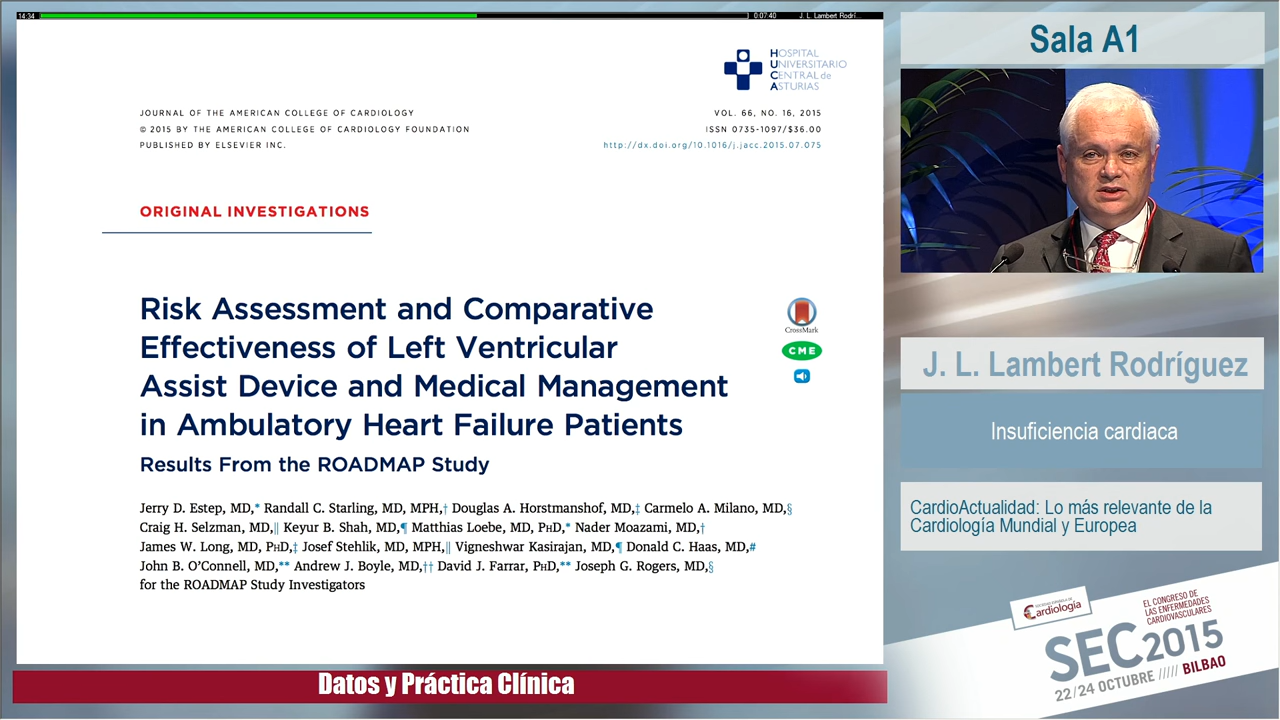 14:34
0:07:40
J. L. Lambert Rodrí...
HOSPITAL
UNIVERSITARIO
CENTRAL de
ASTURIAS
JOURNAL OF THE AMERICAN COLLEGE OF CARDIOLOGY
© 2015 BY THE AMERICAN COLLEGE OF CARDIOLOGY FOUNDATION
PUBLISHED BY ELSEVIER INC.
VOL. 66, NO. 16, 2015
ISSN 0735-1097/$36.00
http://dx.doi.org/10.1016/j.jacc.2015.07.075
ORIGINAL INVESTIGATIONS
Risk Assessment and Comparative
Effectiveness of Left Ventricular
Assist Device and Medical Management
in Ambulatory Heart Failure Patients
Results From the ROADMAP Study
CrossMark
CME
Jerry D. Estep, MD,* Randall C. Starling, MD, MPH,† Douglas A. Horstmanshof, MD,‡ Carmelo A. Milano, MD,§
Craig H. Selzman, MD,‖ Keyur B. Shah, MD,¶ Matthias Loebe, MD, PHD,* Nader Moazami, MD,†
James W. Long, MD, PHD,‡ Josef Stehlik, MD, MPH,‖ Vigneshwar Kasirajan, MD,¶ Donald C. Haas, MD,#
John B. O'Connell, MD,** Andrew J. Boyle, MD,†† David J. Farrar, PHD,** Joseph G. Rogers, MD,§
for the ROADMAP Study Investigators
Datos y Práctica Clínica
Sala A1
J. L. Lambert Rodríguez
Insuficiencia cardiaca
CardioActualidad: Lo más relevante de la
Cardiología Mundial y Europea
SOCIEDAD ESPAÑOLA DE
Cardiología
EL CONGRESO DE
LAS ENFERMEDADES
CARDIOVASCULARES
SEC2015
22/24 OCTUBRE ///// BILBAO